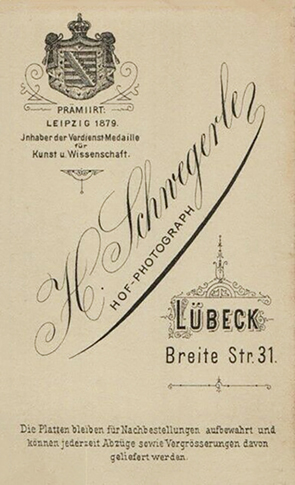 PRÄMIIRT:
LEIPZIG 1879.
Jnhaber der Verdienst-Medaille
für
Kunst u. Wissenschaft.
H. Schwegerle
HOF-PHOTOGRAPH
LÜBECK
Breite Str. 31.
Die Platten bleiben für Nachbestellungen aufbewahrt und
können jederzeit Abzüge sowie Vergrösserungen davon
geliefert werden.